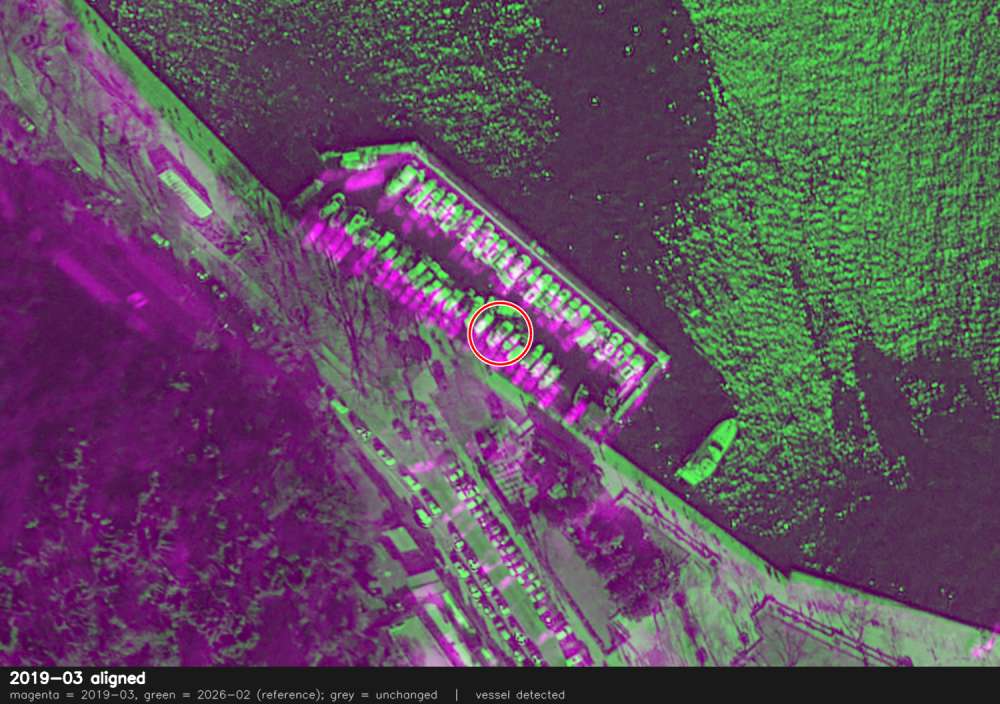 2019-03 aligned
magenta = 2019-03, green = 2026-02 (reference); grey = unchanged | vessel detected